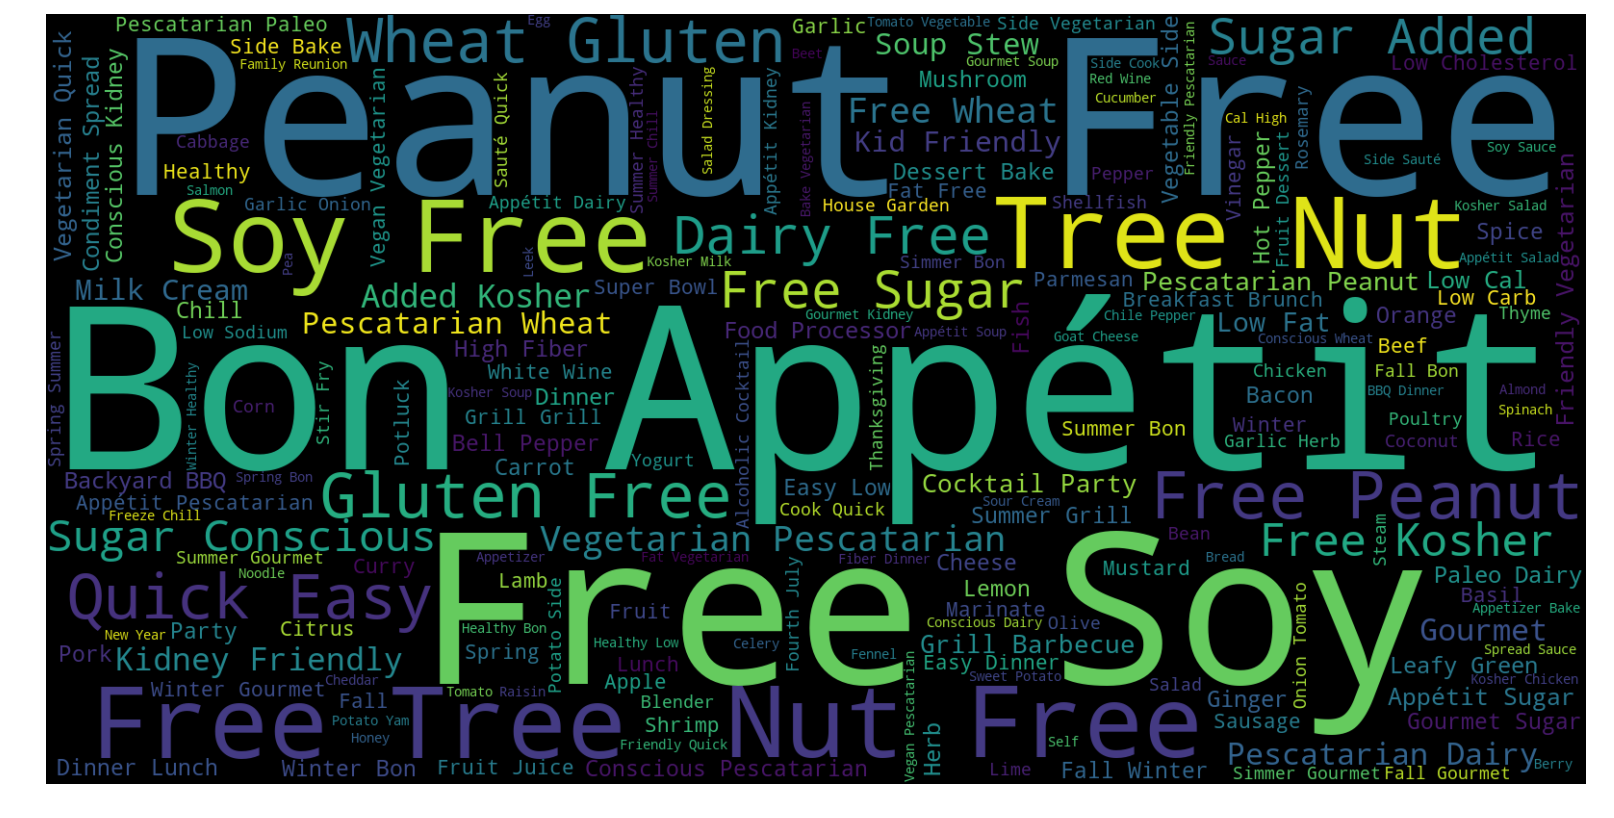 Pescatarian Paleo
Wheat Gluten
Egg
Garlic
Tomato Vegetable
Side Vegetarian
Sugar Added
Side Bake
Family Reunion
Peanut Free
Soup Stew
Gourmet Soup
Beet
Mushroom
Side Cook
Red Wine
Cucumber
Sauce
Low Cholesterol
Vegetarian Quick
Condiment Spread
Conscious Kidney
Cabbage
Healthy
Salmon
Garlic Onion
Vegan Vegetarian
Sauté Quick
Appétit Dairy
Summer Healthy
Summer Chill
Salad Dressing
Appétit Kidney
Bake Vegetarian
Free Wheat
Kid Friendly
Dessert Bake
Fat Free
House Garden
Pepper
Shellfish
Vegetable Side
Friendly Pescatarian
Cal High
Vinegar
Hot Pepper
Fruit Dessert
Rosemary
Side Sauté
Soy Sauce
Kosher Salad
Friendly Vegetarian
Soy Free
Dairy Free
Tree Nut
Spice
Appétit Salad
Pea
Leek
Kosher Milk
Simmer Bon
Milk Cream
Chill
Low Sodium
Added Kosher
Super Bowl
Free Sugar
Parmesan
Pescatarian Peanut
Low Cal
Low Carb
Thyme
Pescatarian Wheat
Gourmet Kidney
Food Processor
Appétit Soup
Fish
Breakfast Brunch
Chile Pepper
Low Fat
Orange
Goat Cheese
Conscious Wheat
Beef
Spring Summer
Bon Appétit
High Fiber
White Wine
Kosher Soup
Dinner
Grill Grill
Bell Pepper
Carrot
Yogurt
Winter Healthy
Corn
Stir Fry
Potluck
Alcoholic Cocktail
Thanksgiving
Summer Bon
Chicken
Bacon
Winter
Garlic Herb
Fall Bon
BBQ Dinner
Poultry
Coconut
Almond
Spinach
Rice
Backyard BBQ
Spring Bon
Appétit Pescatarian
Freeze Chill
Gluten Free
Easy Low
Cook Quick
Cocktail Party
Sour Cream
Summer Grill
Free Peanut
Sugar Conscious
Summer Gourmet
Noodle
Curry
Appetizer
Vegetarian Pescatarian
Fat Vegetarian
Fiber Dinner
Cheese
Bean
Bread
Free Kosher
Steam
Free Soy
Quick Easy
Lamb
Fruit
Lemon
Marinate
Conscious Dairy
Olive
Mustard
Paleo Dairy
Basil
Appetizer Bake
New Year
Party
Citrus
Healthy Bon
Healthy Low
Celery
Fourth July
Fennel
Grill Barbecue
Gourmet
Spread Sauce
Pork
Kidney Friendly
Spring
Potato Side
Lunch
Easy Dinner
Sweet Potato
Onion Tomato
Leafy Green
Kosher Chicken
Winter Gourmet
Cheddar
Fall
Tomato
Raisin
Apple
Blender
Vegan Pescatarian
Salad
Ginger
Appétit Sugar
Free Tree
Nut Free
Potato Yam
Honey
Shrimp
Friendly Quick
Herb
Self
Sausage
Gourmet Sugar
Pescatarian Dairy
Dinner Lunch
Winter Bon
Fruit Juice
Conscious Pescatarian
Lime
Fall Winter
Simmer Gourmet
Fall Gourmet
Berry